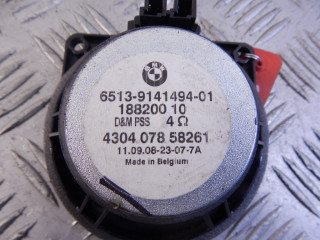 BMW
6513-9141494-01
188200 10
D&M PSS 4 Ω
4304 078 58261
11.09.08-23-07-7A
Made in Belgium